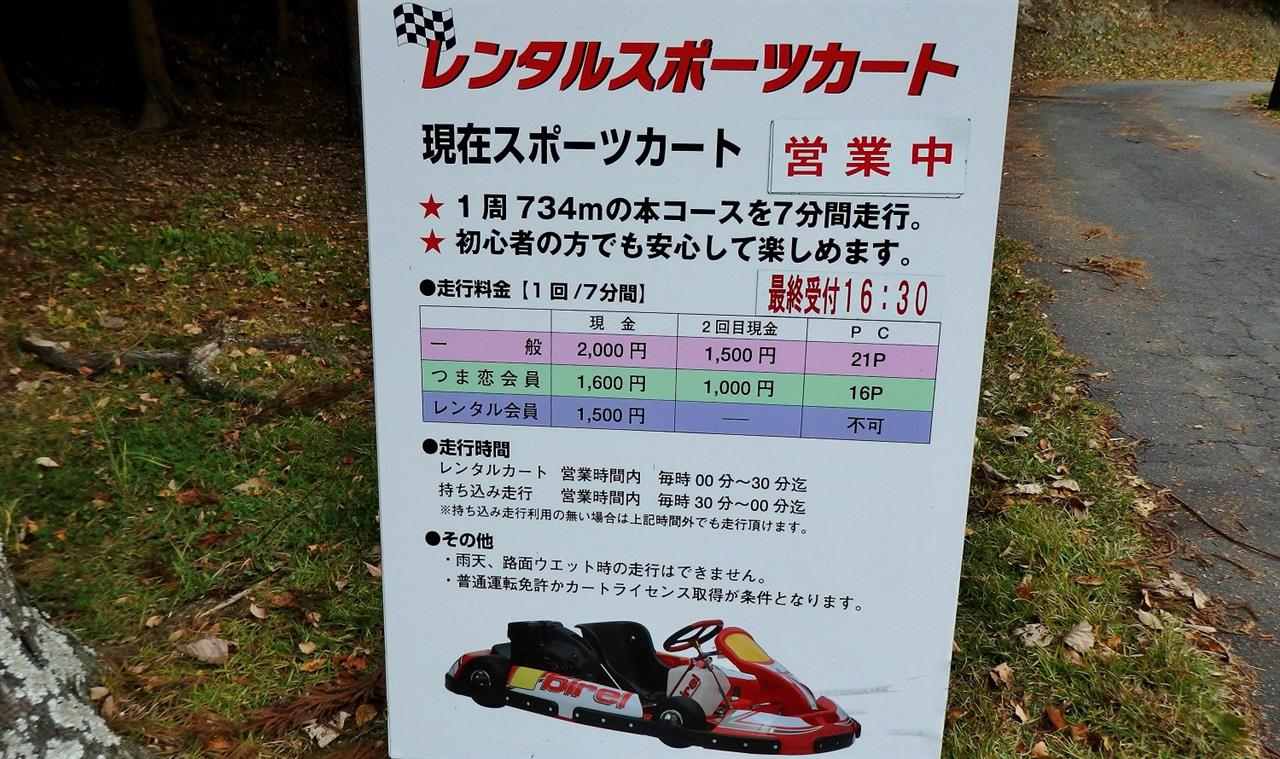 レンタルスポーツカート
現在スポーツカート 営業中
★ 1周734mの本コースを7分間走行。
★ 初心者の方でも安心して楽しめます。
●走行料金【1回/7分間】 最終受付16:30
現金 2回目現金 PC
一般 2,000円 1,500円 21P
つま恋会員 1,600円 1,000円 16P
レンタル会員 1,500円 ― 不可
●走行時間
レンタルカート 営業時間内 毎時00分～30分迄
持ち込み走行 営業時間内 毎時30分～00分迄
※持ち込み走行利用の無い場合は上記時間外でも走行頂けます。
●その他
・雨天、路面ウエット時の走行はできません。
・普通運転免許かカートライセンス取得が条件となります。
birel
birel